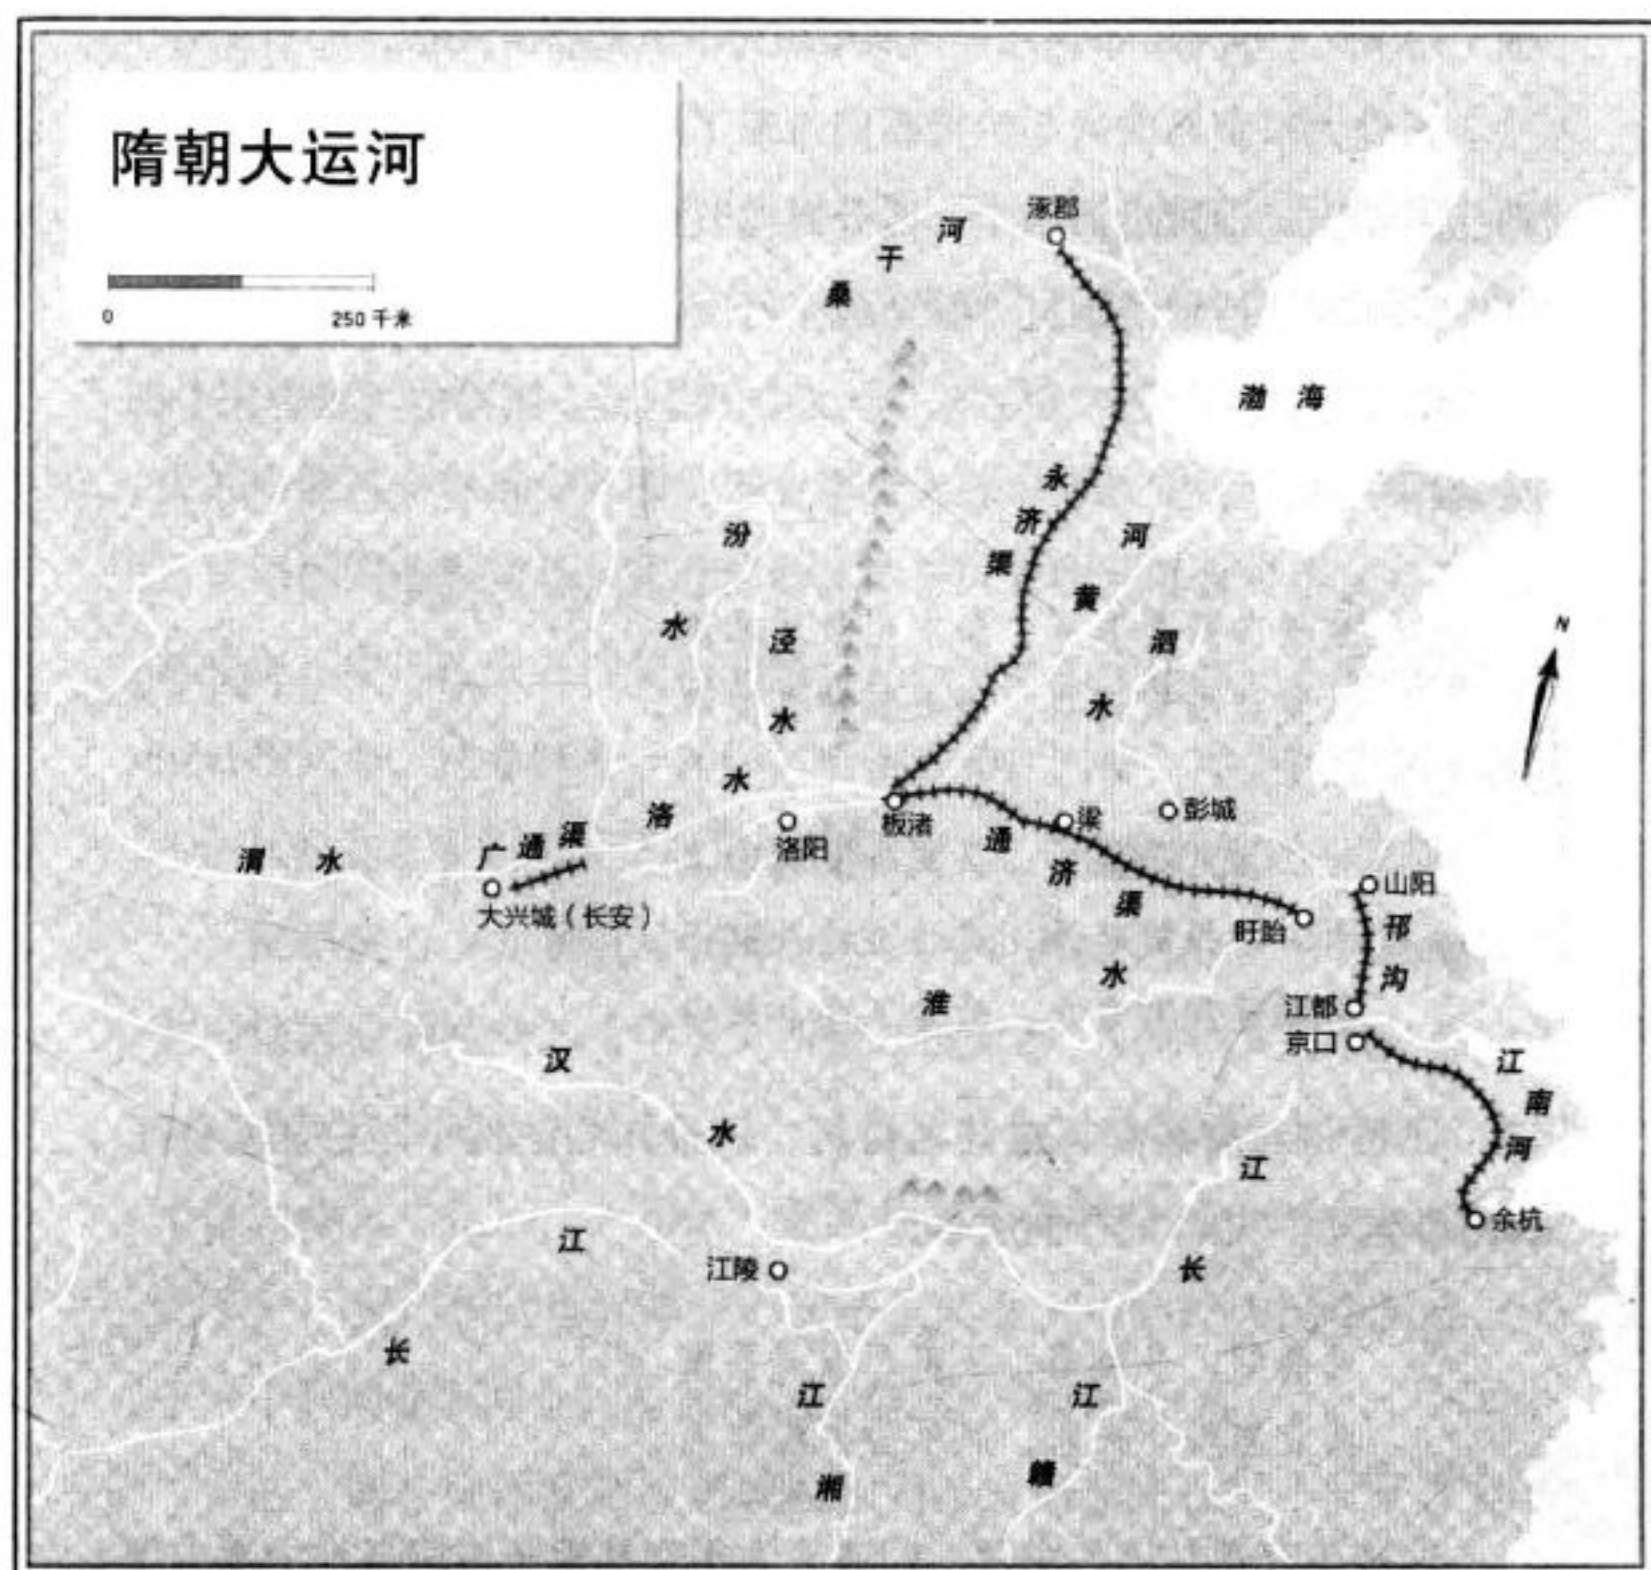 隋朝大运河
0
250 千米
涿郡
桑干河
渤海
永济渠
黄河
汾水
泾水
泗水
洛水
渭水
广通渠
大兴城（长安）
洛阳
板渚
梁
彭城
通济渠
山阳
盱眙
邗沟
淮水
江都
京口
江南河
汉水
长江
江陵
长江
余杭
湘江
赣江
N